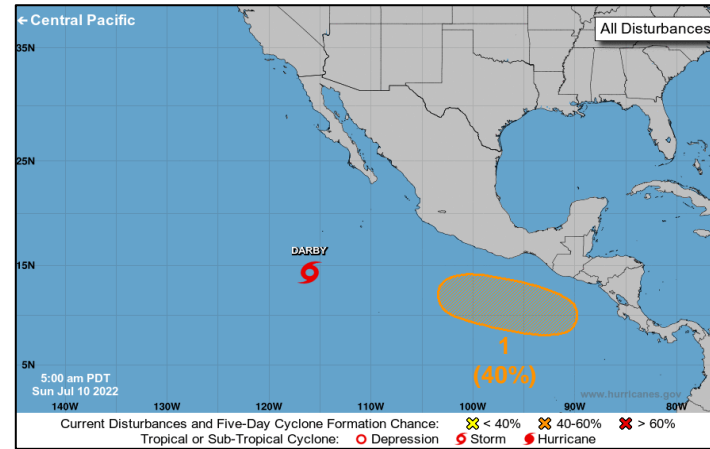 ← Central Pacific
All Disturbances
35N
25N
DARBY
15N
1
(40%)
5N
5:00 am PDT
Sun Jul 10 2022
www.hurricanes.gov
140W 130W 120W 110W 100W 90W 80W
Current Disturbances and Five-Day Cyclone Formation Chance: < 40% 40-60% > 60%
Tropical or Sub-Tropical Cyclone: Depression Storm Hurricane